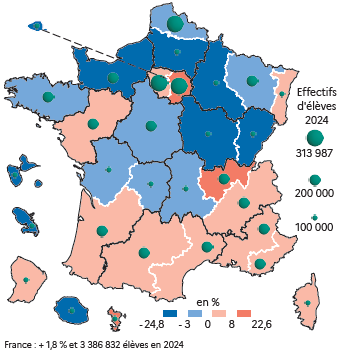 Effectifs
d'élèves
2024
313 987
200 000
100 000
en %
-24,8 - 3 0 8 22,6
France : + 1,8 % et 3 386 832 élèves en 2024